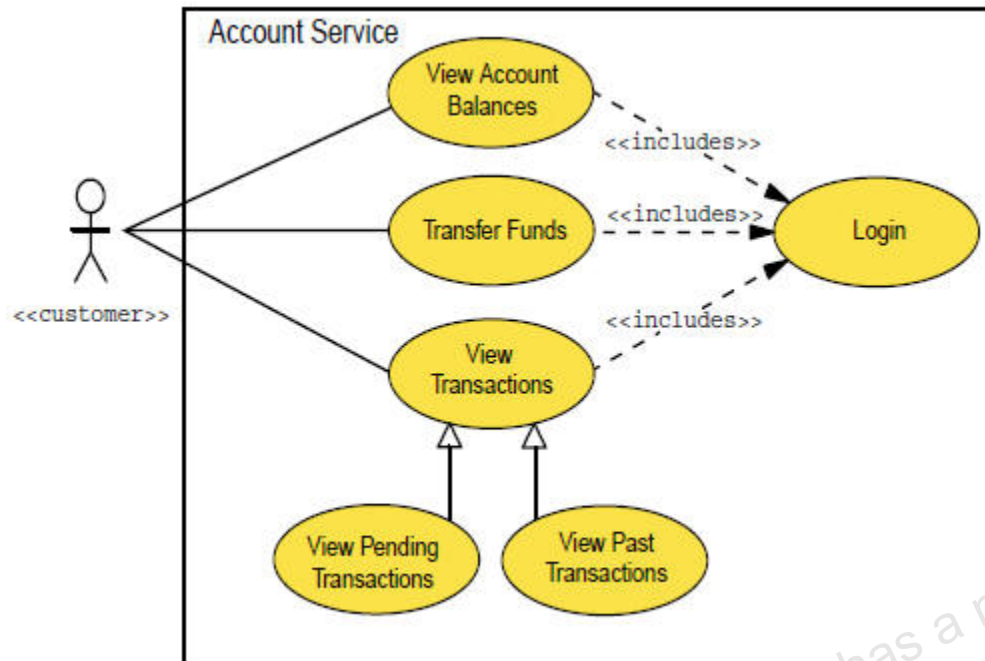 Account Service
View Account
Balances
<<includes>>
Transfer Funds
<<includes>>
Login
<<customer>>
<<includes>>
View
Transactions
View Pending
Transactions
View Past
Transactions
has a